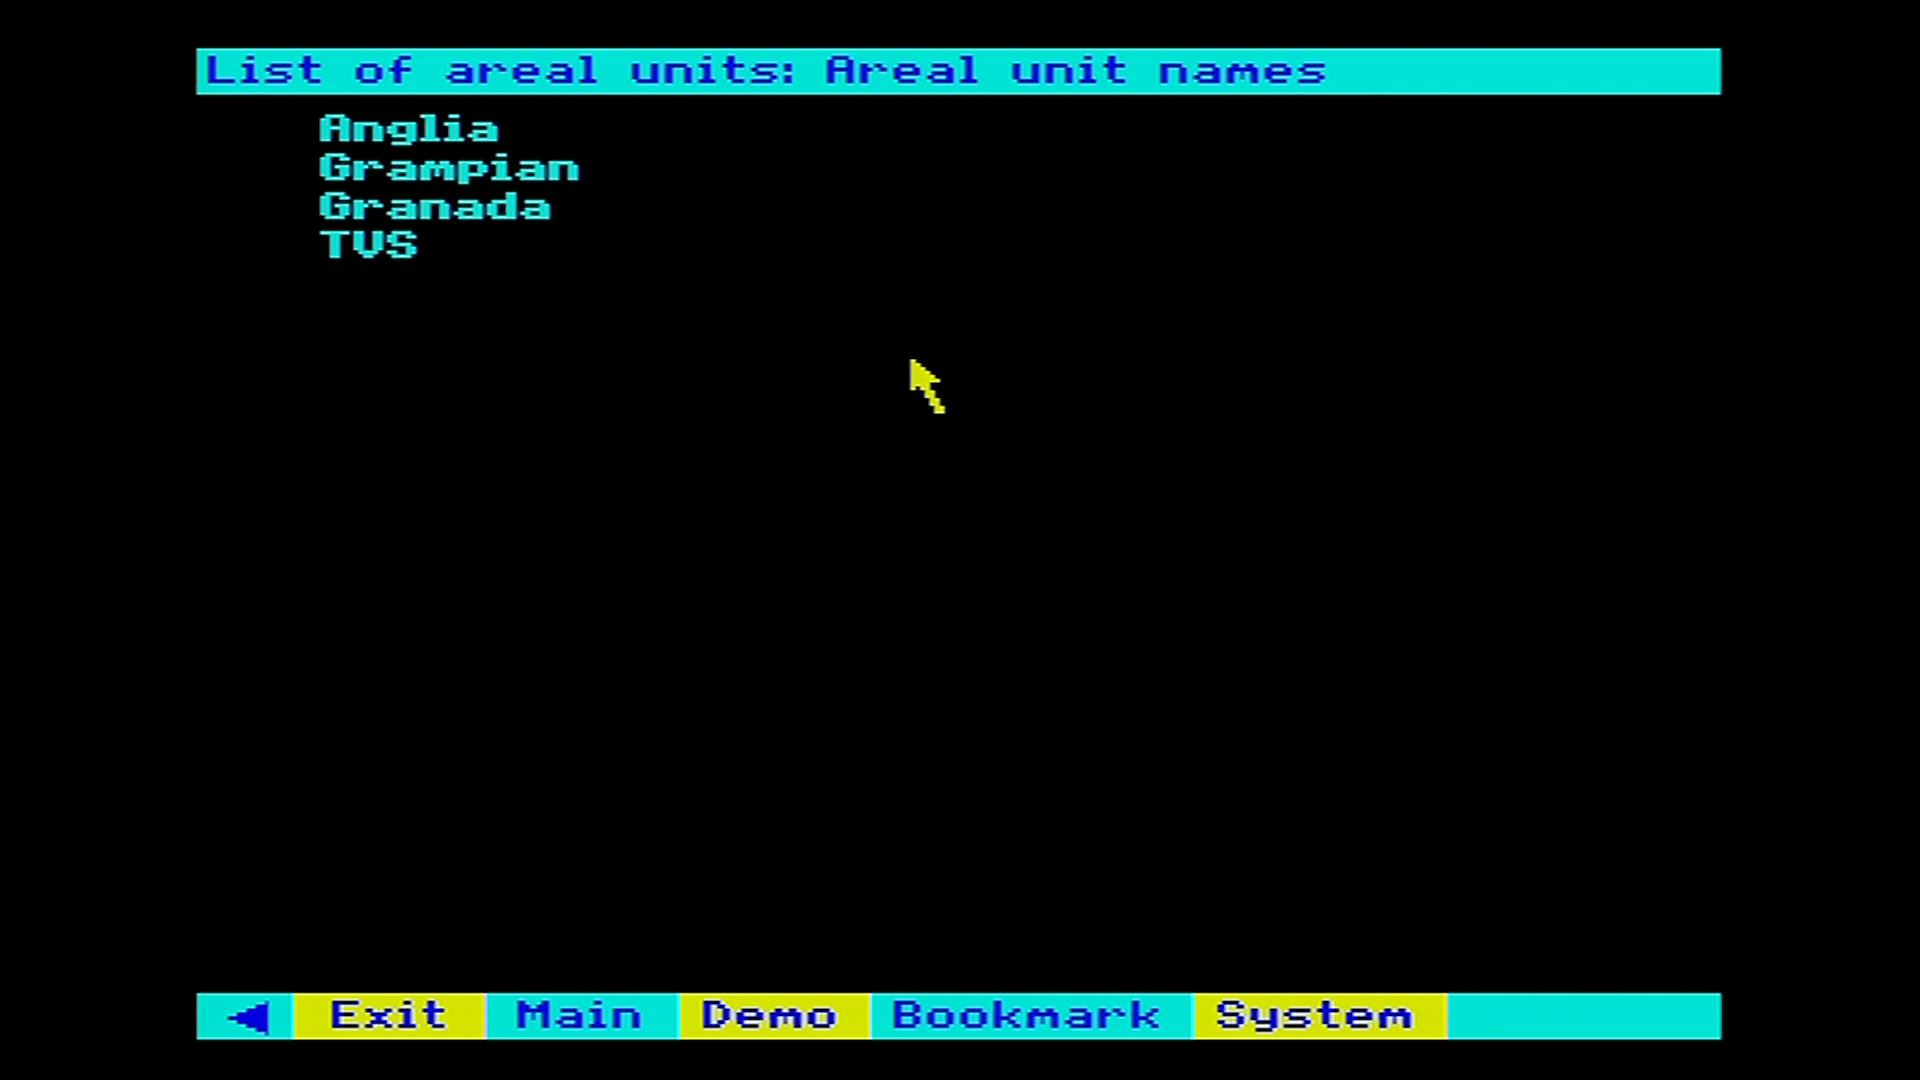 List of areal units: Areal unit names
Anglia
Grampian
Granada
TVS
Exit Main Demo Bookmark System